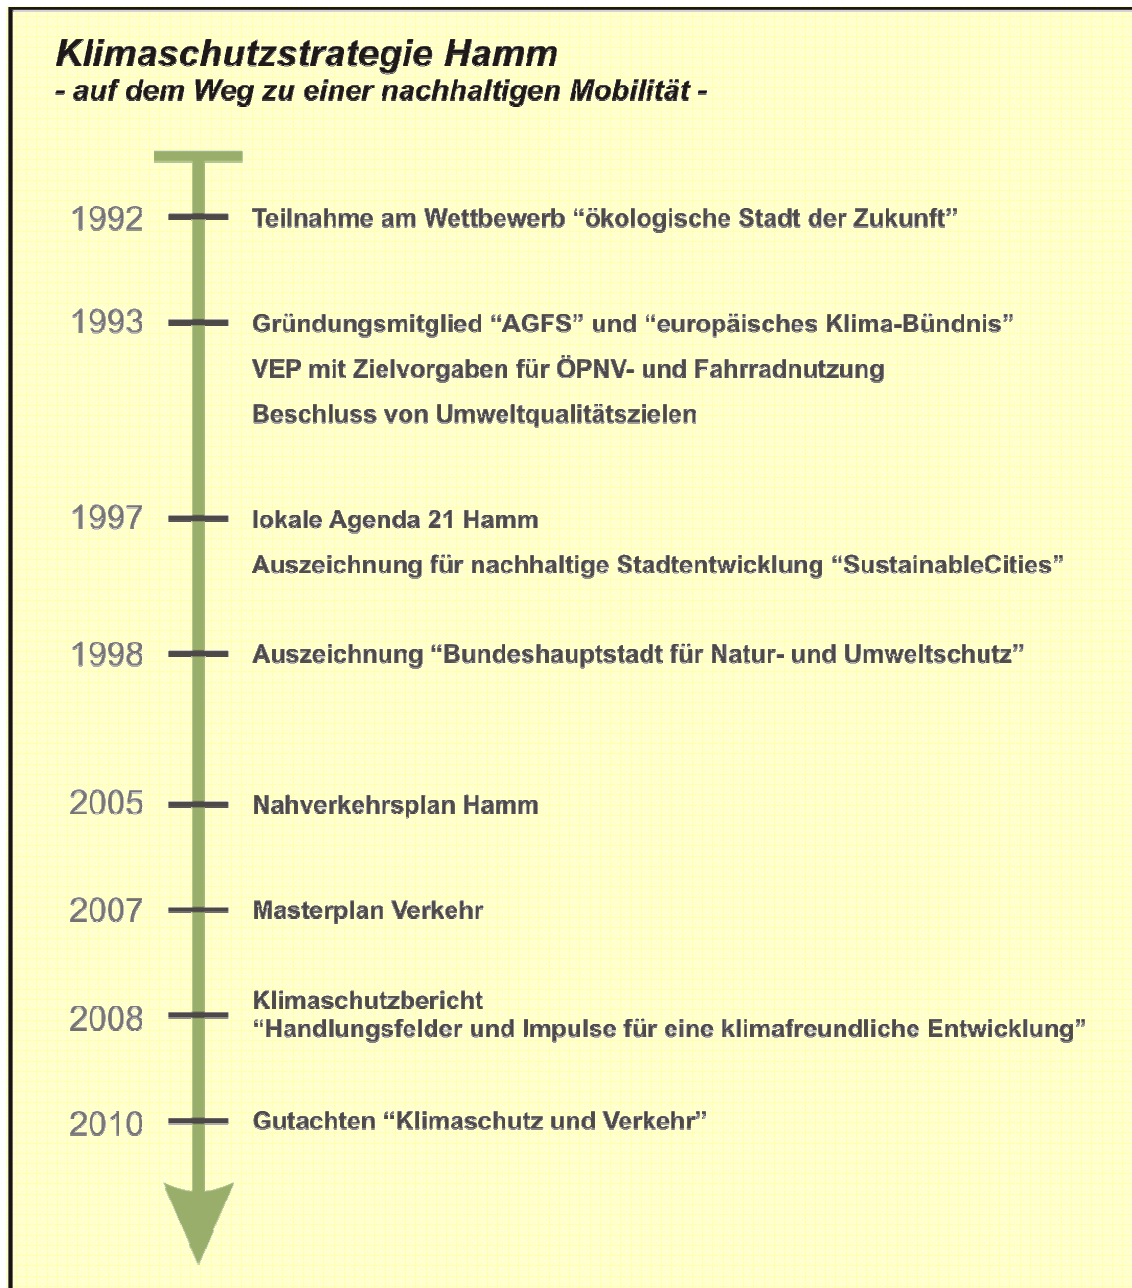 Klimaschutzstrategie Hamm
- auf dem Weg zu einer nachhaltigen Mobilität -
1992 Teilnahme am Wettbewerb “ökologische Stadt der Zukunft”
1993 Gründungsmitglied “AGFS” und “europäisches Klima-Bündnis”
VEP mit Zielvorgaben für ÖPNV- und Fahrradnutzung
Beschluss von Umweltqualitätszielen
1997 lokale Agenda 21 Hamm
Auszeichnung für nachhaltige Stadtentwicklung “SustainableCities”
1998 Auszeichnung “Bundeshauptstadt für Natur- und Umweltschutz”
2005 Nahverkehrsplan Hamm
2007 Masterplan Verkehr
2008 Klimaschutzbericht
“Handlungsfelder und Impulse für eine klimafreundliche Entwicklung”
2010 Gutachten “Klimaschutz und Verkehr”